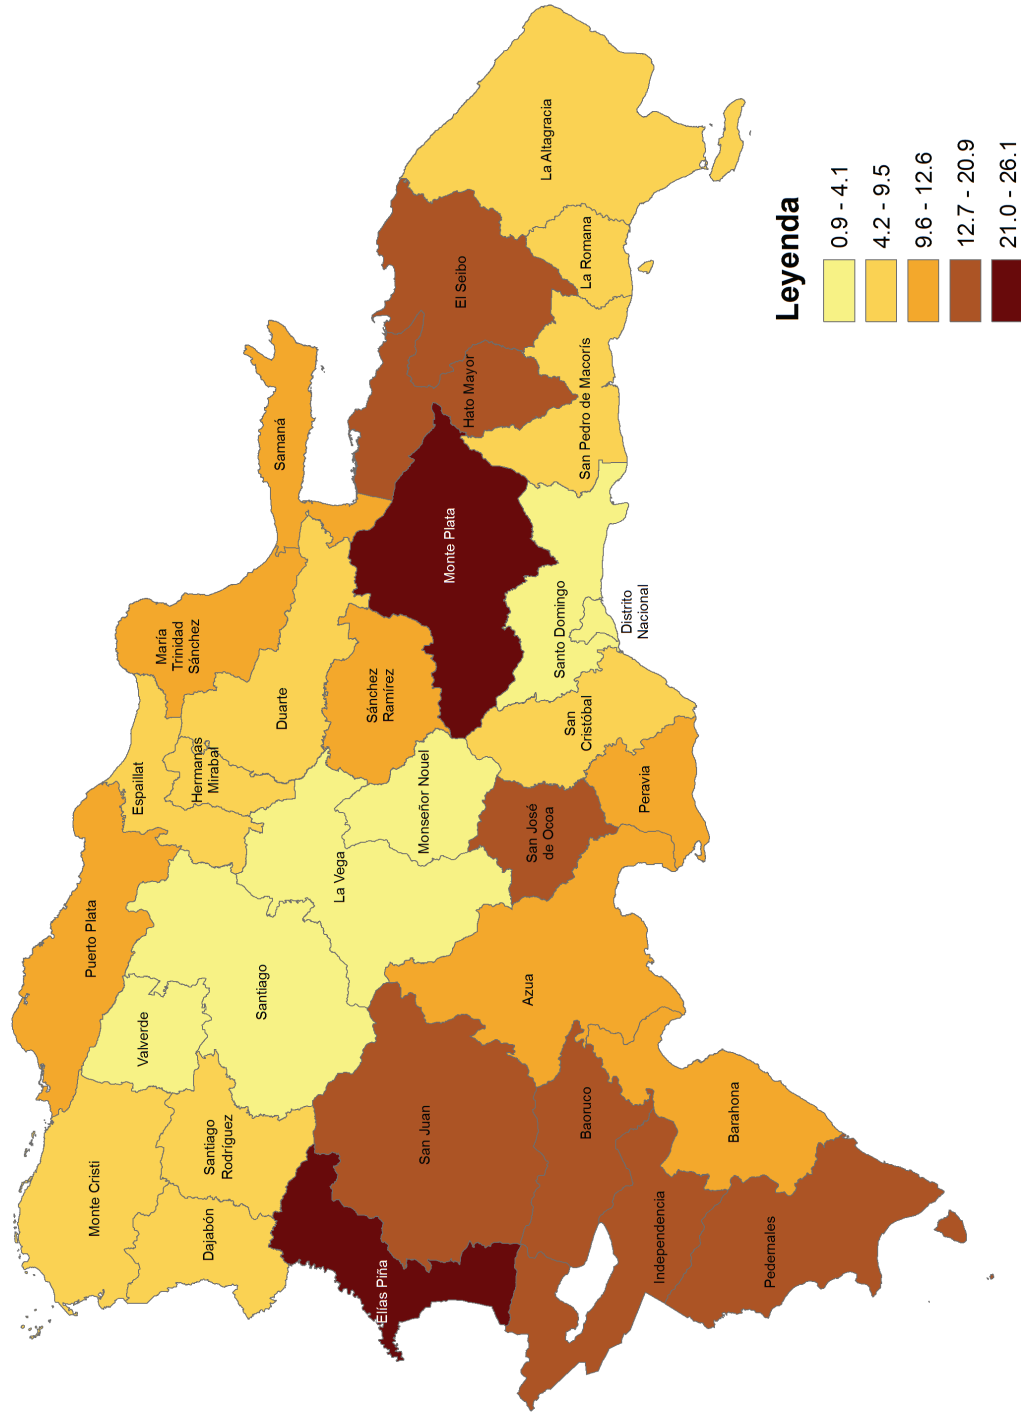 Puerto Plata
Monte Cristi
Valverde
Espaillat
María
Trinidad
Sánchez
Samaná
Dajabón
Santiago
Rodríguez
Santiago
Hermanas
Mirabal
Duarte
La Vega
Sánchez
Ramírez
Elías Piña
San Juan
Monseñor Nouel
Monte Plata
Hato Mayor
El Seibo
La Altagracia
Azua
San José
de Ocoa
San
Cristóbal
Santo Domingo
San Pedro de Macorís
La Romana
Baoruco
Peravia
Distrito
Nacional
Independencia
Barahona
Pedernales
Leyenda
0.9 - 4.1
4.2 - 9.5
9.6 - 12.6
12.7 - 20.9
21.0 - 26.1